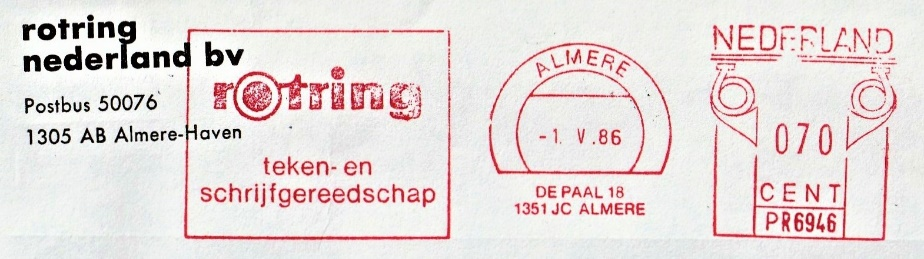 rotring
nederland bv
Postbus 50076
1305 AB Almere-Haven
rotring
teken- en
schrijfgereedschap
ALMERE
-1. V.86
DE PAAL 18
1351 JC ALMERE
NEDERLAND
070
CENT
PR6946